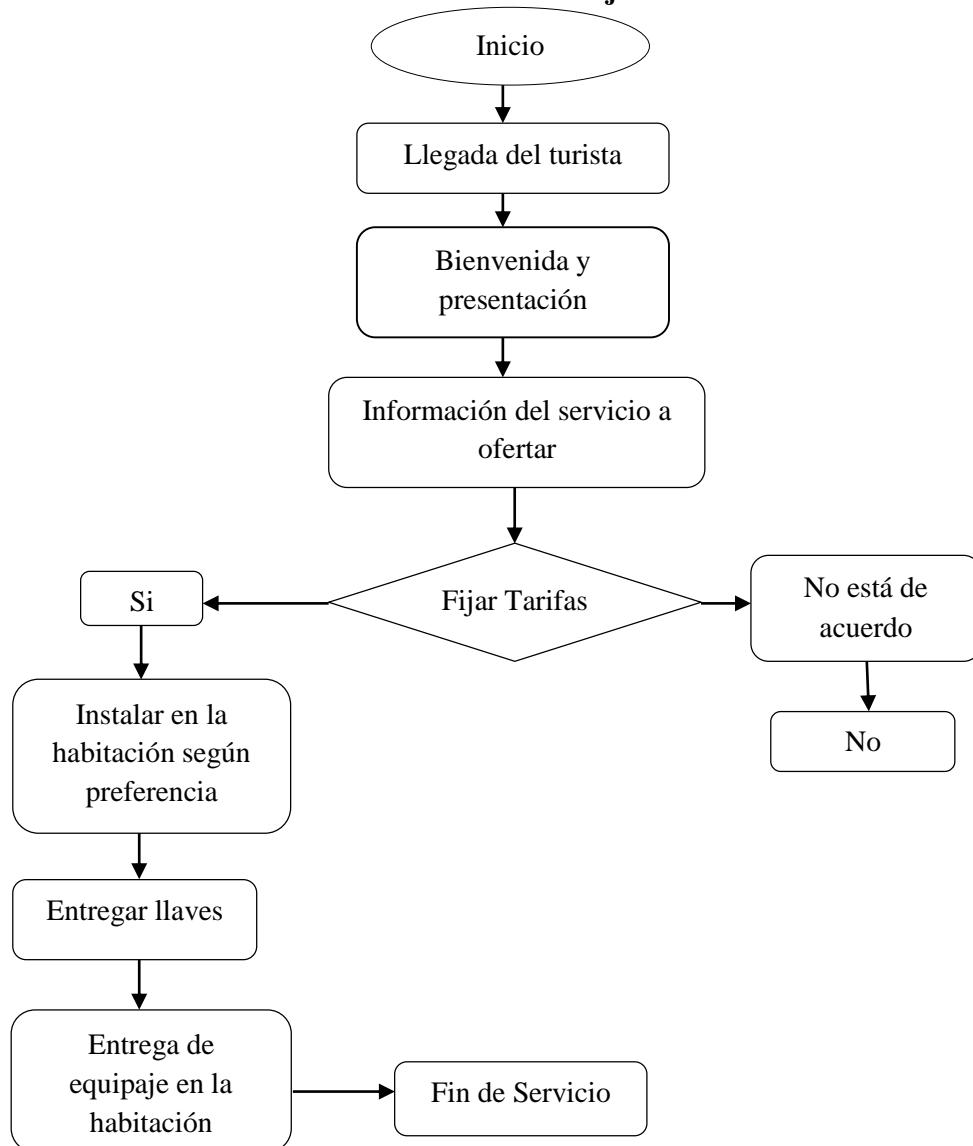 Inicio
Llegada del turista
Bienvenida y
presentación
Información del servicio a
ofertar
Fijar Tarifas
Si
No está de
acuerdo
No
Instalar en la
habitación según
preferencia
Entregar llaves
Entrega de
equipaje en la
habitación
Fin de Servicio